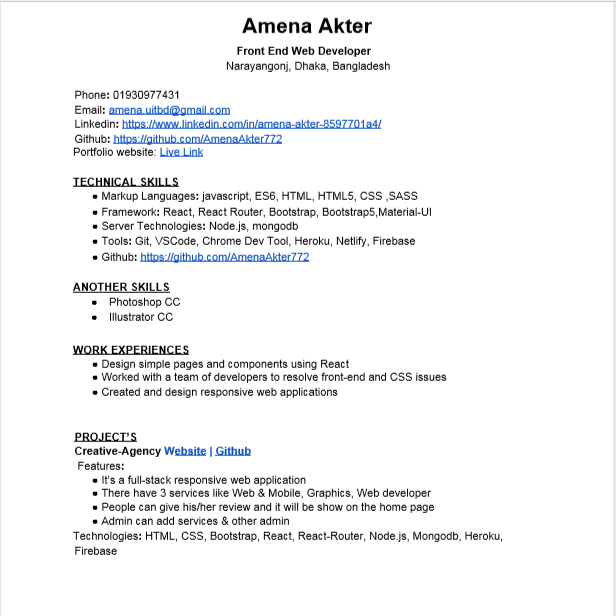 Amena Akter
Front End Web Developer
Narayangonj, Dhaka, Bangladesh
Phone: 01930977431
Email: amena.uitbd@gmail.com
Linkedin: https://www.linkedin.com/in/amena-akter-8597701a4/
Github: https://github.com/AmenaAkter772
Portfolio website: Live Link
TECHNICAL SKILLS
● Markup Languages: javascript, ES6, HTML, HTML5, CSS ,SASS
● Framework: React, React Router, Bootstrap, Bootstrap5,Material-UI
● Server Technologies: Node.js, mongodb
● Tools: Git, VSCode, Chrome Dev Tool, Heroku, Netlify, Firebase
● Github: https://github.com/AmenaAkter772
ANOTHER SKILLS
● Photoshop CC
● Illustrator CC
WORK EXPERIENCES
● Design simple pages and components using React
● Worked with a team of developers to resolve front-end and CSS issues
● Created and design responsive web applications
PROJECT'S
Creative-Agency Website | Github
Features:
● It's a full-stack responsive web application
● There have 3 services like Web & Mobile, Graphics, Web developer
● People can give his/her review and it will be show on the home page
● Admin can add services & other admin
Technologies: HTML, CSS, Bootstrap, React, React-Router, Node.js, Mongodb, Heroku,
Firebase